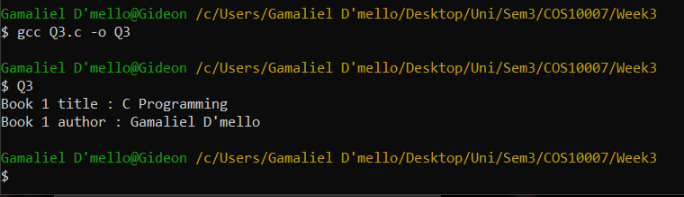 Gamaliel D'mello@Gideon /c/Users/Gamaliel D'mello/Desktop/Uni/Sem3/COS10007/Week3
$ gcc Q3.c -o Q3
Gamaliel D'mello@Gideon /c/Users/Gamaliel D'mello/Desktop/Uni/Sem3/COS10007/Week3
$ Q3
Book 1 title : C Programming
Book 1 author : Gamaliel D'mello
Gamaliel D'mello@Gideon /c/Users/Gamaliel D'mello/Desktop/Uni/Sem3/COS10007/Week3
$